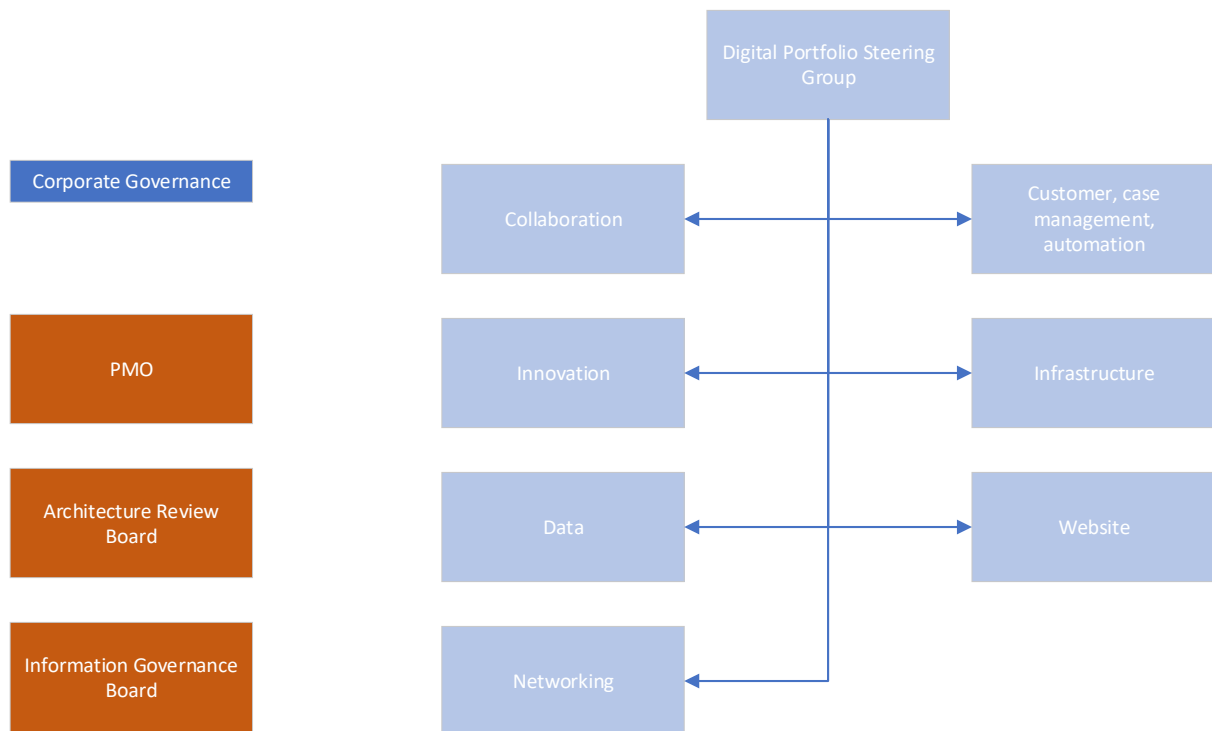 Digital Portfolio Steering
Group
Corporate Governance
Collaboration
Customer, case
management,
automation
PMO
Innovation
Infrastructure
Architecture Review
Board
Data
Website
Information Governance
Board
Networking